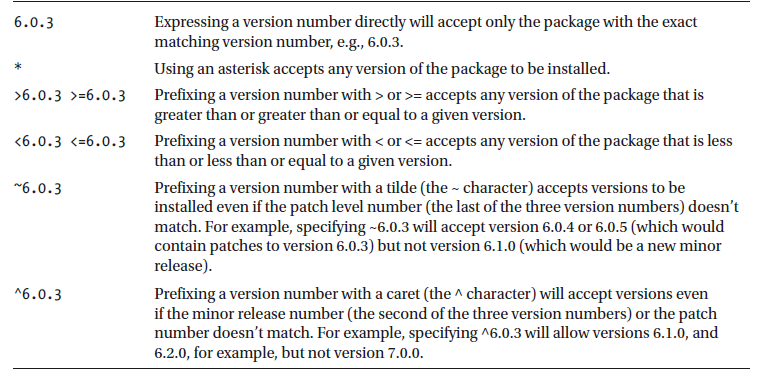 6.0.3 Expressing a version number directly will accept only the package with the exact
matching version number, e.g., 6.0.3.
* Using an asterisk accepts any version of the package to be installed.
>6.0.3 >=6.0.3 Prefixing a version number with > or >= accepts any version of the package that is
greater than or greater than or equal to a given version.
<6.0.3 <=6.0.3 Prefixing a version number with < or <= accepts any version of the package that is less
than or less than or equal to a given version.
~6.0.3 Prefixing a version number with a tilde (the ~ character) accepts versions to be
installed even if the patch level number (the last of the three version numbers) doesn’t
match. For example, specifying ~6.0.3 will accept version 6.0.4 or 6.0.5 (which would
contain patches to version 6.0.3) but not version 6.1.0 (which would be a new minor
release).
^6.0.3 Prefixing a version number with a caret (the ^ character) will accept versions even
if the minor release number (the second of the three version numbers) or the patch
number doesn’t match. For example, specifying ^6.0.3 will allow versions 6.1.0, and
6.2.0, for example, but not version 7.0.0.